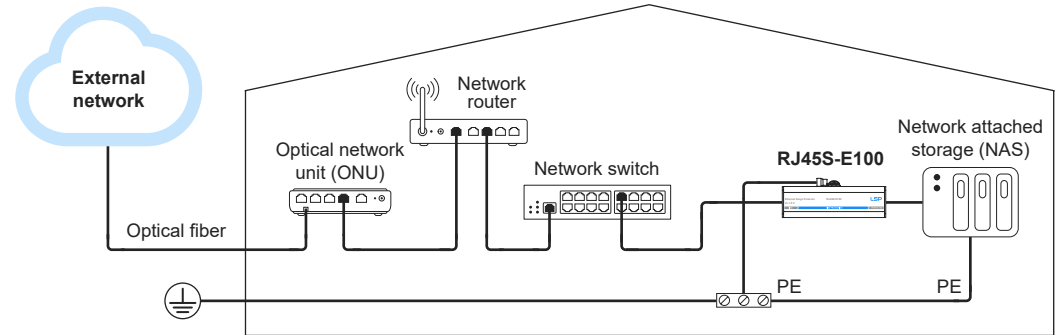 External
network
Network
router
Optical network
unit (ONU)
Network switch
RJ45S-E100
Network attached
storage (NAS)
LSP
Optical fiber
PE
PE